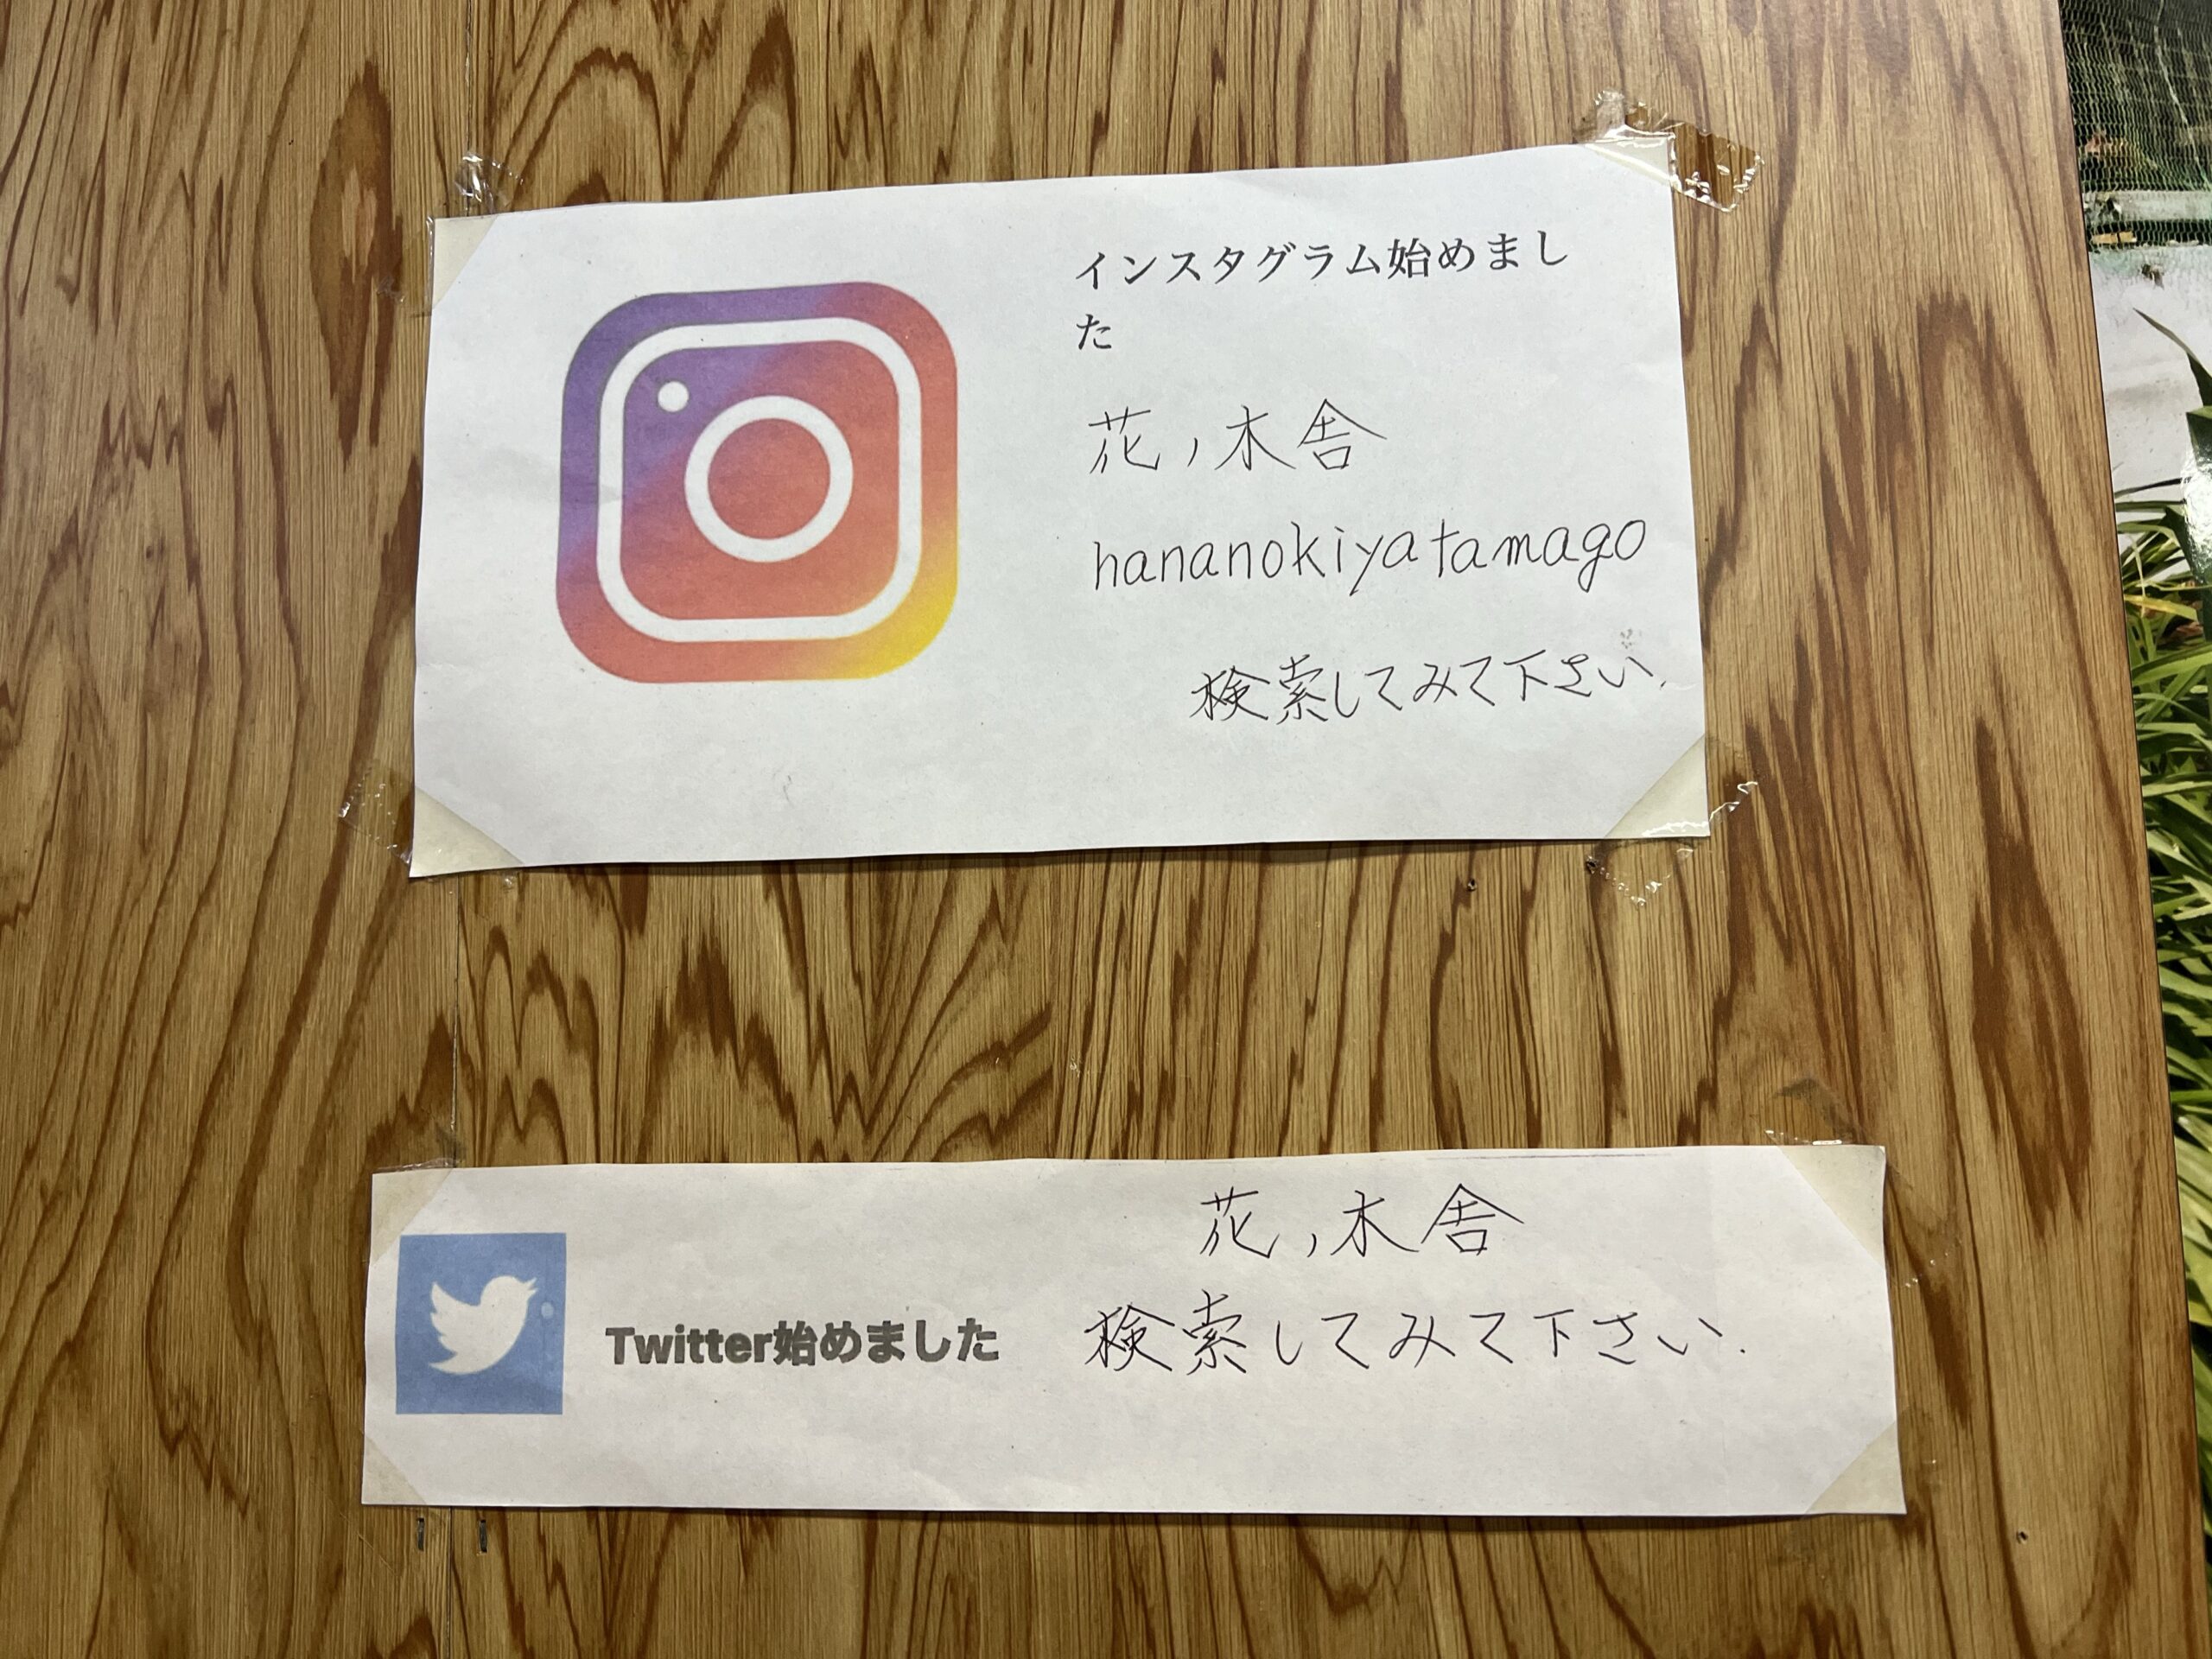 インスタグラム始めまし
た
花ノ木舎
hananokiyatamago
検索してみて下さい.
花ノ木舎
Twitter始めました
検索してみて下さい.